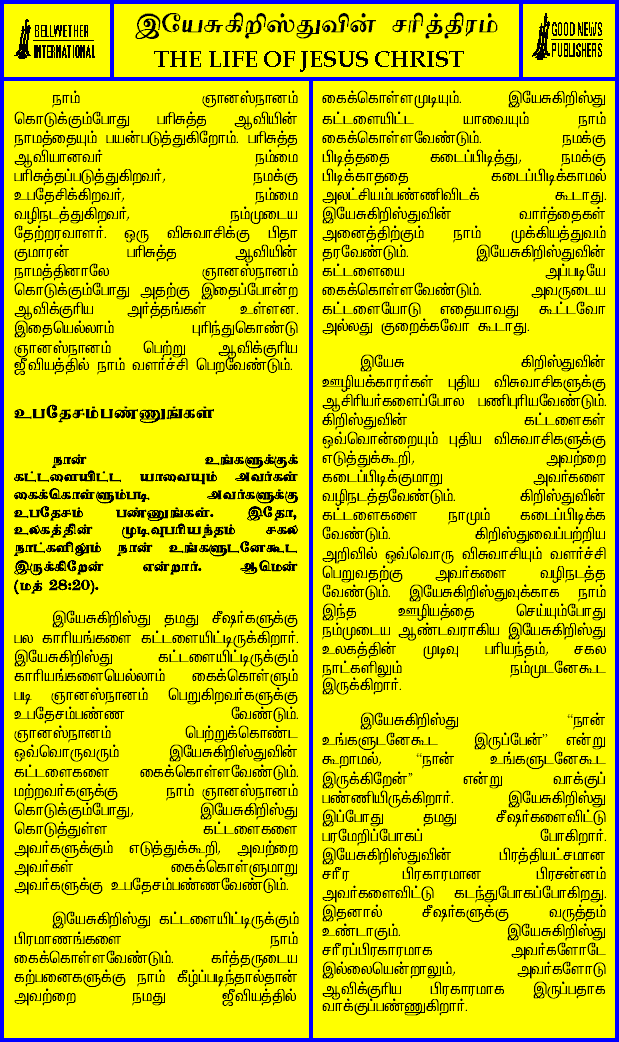 BELLWETHER
INTERNATIONAL
இயேசுகிறிஸ்துவின் சரித்திரம்
THE LIFE OF JESUS CHRIST
GOOD NEWS
PUBLISHERS
நாம் ஞானஸ்நானம்
கொடுக்கும்போது பரிசுத்த ஆவியின்
நாமத்தையும் பயன்படுத்துகிறோம். பரிசுத்த
ஆவியானவர் நம்மை
பரிசுத்தப்படுத்துகிறவர், நமக்கு
உபதேசிக்கிறவர், நம்மை
வழிநடத்துகிறவர், நம்முடைய
தேற்றரவாளர். ஒரு விசுவாசிக்கு பிதா
குமாரன் பரிசுத்த ஆவியின்
நாமத்தினாலே ஞானஸ்நானம்
கொடுக்கும்போது அதற்கு இதைப்போன்ற
ஆவிக்குரிய அர்த்தங்கள் உள்ளன.
இதையெல்லாம் புரிந்துகொண்டு
ஞானஸ்நானம் பெற்று ஆவிக்குரிய
ஜீவியத்தில் நாம் வளர்ச்சி பெறவேண்டும்.
உபதேசம்பண்ணுங்கள்
நான் உங்களுக்குக்
கட்டளையிட்ட யாவையும் அவர்கள்
கைக்கொள்ளும்படி அவர்களுக்கு
உபதேசம் பண்ணுங்கள். இதோ,
உலகத்தின் முடிவுபரியந்தம் சகல
நாட்களிலும் நான் உங்களுடனேகூட
இருக்கிறேன் என்றார். ஆமென்
(மத் 28:20).
இயேசுகிறிஸ்து தமது சீஷர்களுக்கு
பல காரியங்களை கட்டளையிட்டிருக்கிறார்.
இயேசுகிறிஸ்து கட்டளையிட்டிருக்கும்
காரியங்களையெல்லாம் கைக்கொள்ளும்
படி ஞானஸ்நானம் பெறுகிறவர்களுக்கு
உபதேசம்பண்ண வேண்டும்.
ஞானஸ்நானம் பெற்றுக்கொண்ட
ஒவ்வொருவரும் இயேசுகிறிஸ்துவின்
கட்டளைகளை கைக்கொள்ளவேண்டும்.
மற்றவர்களுக்கு நாம் ஞானஸ்நானம்
கொடுக்கும்போது, இயேசுகிறிஸ்து
கொடுத்துள்ள கட்டளைகளை
அவர்களுக்கும் எடுத்துக்கூறி, அவற்றை
அவர்கள் கைக்கொள்ளுமாறு
அவர்களுக்கு உபதேசம்பண்ணவேண்டும்.
இயேசுகிறிஸ்து கட்டளையிட்டிருக்கும்
பிரமாணங்களை நாம்
கைக்கொள்ளவேண்டும். கர்த்தருடைய
கற்பனைகளுக்கு நாம் கீழ்ப்படிந்தால்தான்
அவற்றை நமது ஜீவியத்தில்
கைக்கொள்ளமுடியும். இயேசுகிறிஸ்து
கட்டளையிட்ட யாவையும் நாம்
கைக்கொள்ளவேண்டும். நமக்கு
பிடித்ததை கடைப்பிடித்து, நமக்கு
பிடிக்காததை கடைப்பிடிக்காமல்
அலட்சியம்பண்ணிவிடக் கூடாது.
இயேசுகிறிஸ்துவின் வார்த்தைகள்
அனைத்திற்கும் நாம் முக்கியத்துவம்
தரவேண்டும். இயேசுகிறிஸ்துவின்
கட்டளையை அப்படியே
கைக்கொள்ளவேண்டும். அவருடைய
கட்டளையோடு எதையாவது கூட்டவோ
அல்லது குறைக்கவோ கூடாது.
இயேசு கிறிஸ்துவின்
ஊழியக்காரர்கள் புதிய விசுவாசிகளுக்கு
ஆசிரியர்களைப்போல பணிபுரியவேண்டும்.
கிறிஸ்துவின் கட்டளைகள்
ஒவ்வொன்றையும் புதிய விசுவாசிகளுக்கு
எடுத்துக்கூறி, அவற்றை
கடைப்பிடிக்குமாறு அவர்களை
வழிநடத்தவேண்டும். கிறிஸ்துவின்
கட்டளைகளை நாமும் கடைப்பிடிக்க
வேண்டும். கிறிஸ்துவைப்பற்றிய
அறிவில் ஒவ்வொரு விசுவாசியும் வளர்ச்சி
பெறுவதற்கு அவர்களை வழிநடத்த
வேண்டும். இயேசுகிறிஸ்துவுக்காக நாம்
இந்த ஊழியத்தை செய்யும்போது
நம்முடைய ஆண்டவராகிய இயேசுகிறிஸ்து
உலகத்தின் முடிவு பரியந்தம், சகல
நாட்களிலும் நம்முடனேகூட
இருக்கிறார்.
இயேசுகிறிஸ்து “நான்
உங்களுடனேகூட இருப்பேன்” என்று
கூறாமல், “நான் உங்களுடனேகூட
இருக்கிறேன்” என்று வாக்குப்
பண்ணியிருக்கிறார். இயேசுகிறிஸ்து
இப்போது தமது சீஷர்களைவிட்டு
பரமேறிப்போகப் போகிறார்.
இயேசுகிறிஸ்துவின் பிரத்தியட்சமான
சரீர பிரகாரமான பிரசன்னம்
அவர்களைவிட்டு கடந்துபோகப்போகிறது.
இதனால் சீஷர்களுக்கு வருத்தம்
உண்டாகும். இயேசுகிறிஸ்து
சரீரப்பிரகாரமாக அவர்களோடே
இல்லையென்றாலும், அவர்களோடு
ஆவிக்குரிய பிரகாரமாக இருப்பதாக
வாக்குப்பண்ணுகிறார்.